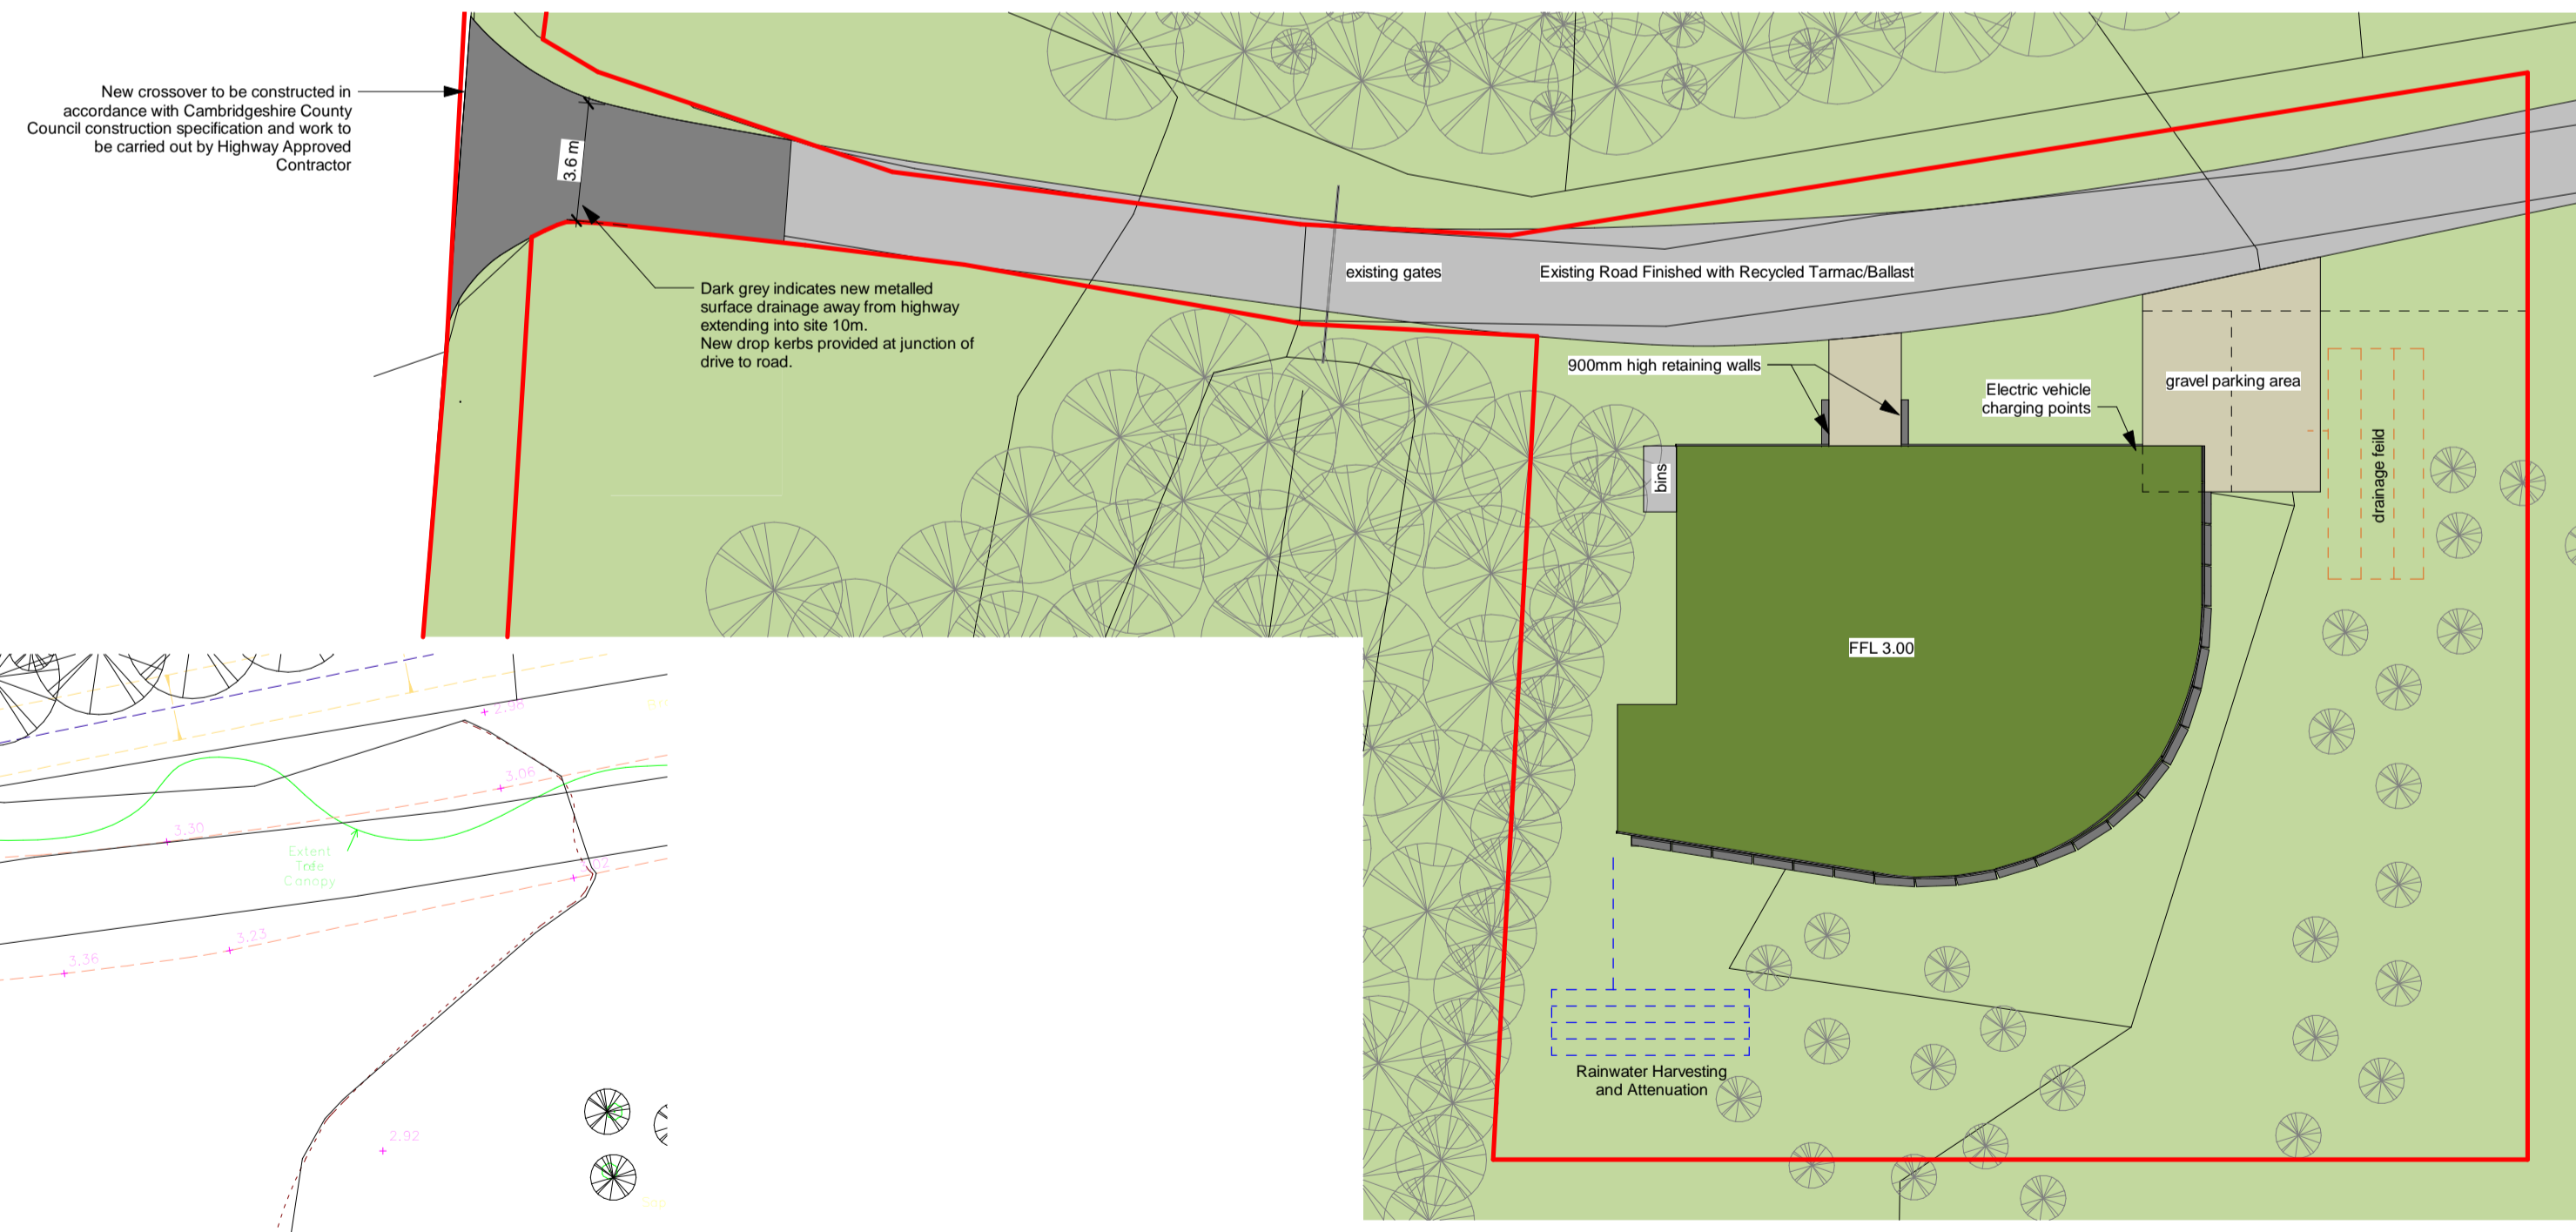 New crossover to be constructed in
accordance with Cambridgeshire County
Council construction specification and work to
be carried out by Highway Approved
Contractor
3.6 m
Dark grey indicates new metalled
surface drainage away from highway
extending into site 10m.
New drop kerbs provided at junction of
drive to road.
existing gates
Existing Road Finished with Recycled Tarmac/Ballast
900mm high retaining walls
Electric vehicle
charging points
gravel parking area
drainage feild
bins
FFL 3.00
Rainwater Harvesting
and Attenuation
2.98
3.06
3.30
Extent
Canopy
3.02
3.23
3.36
2.92